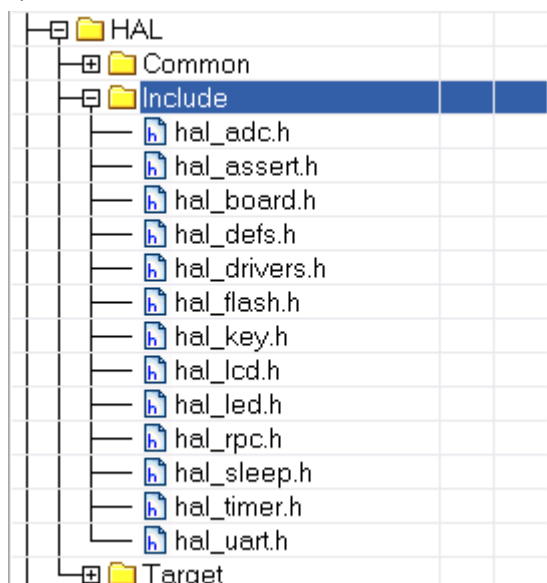 HAL
Common
Include
hal_adc.h
hal_assert.h
hal_board.h
hal_defs.h
hal_drivers.h
hal_flash.h
hal_key.h
hal_lcd.h
hal_led.h
hal_rpc.h
hal_sleep.h
hal_timer.h
hal_uart.h
Target